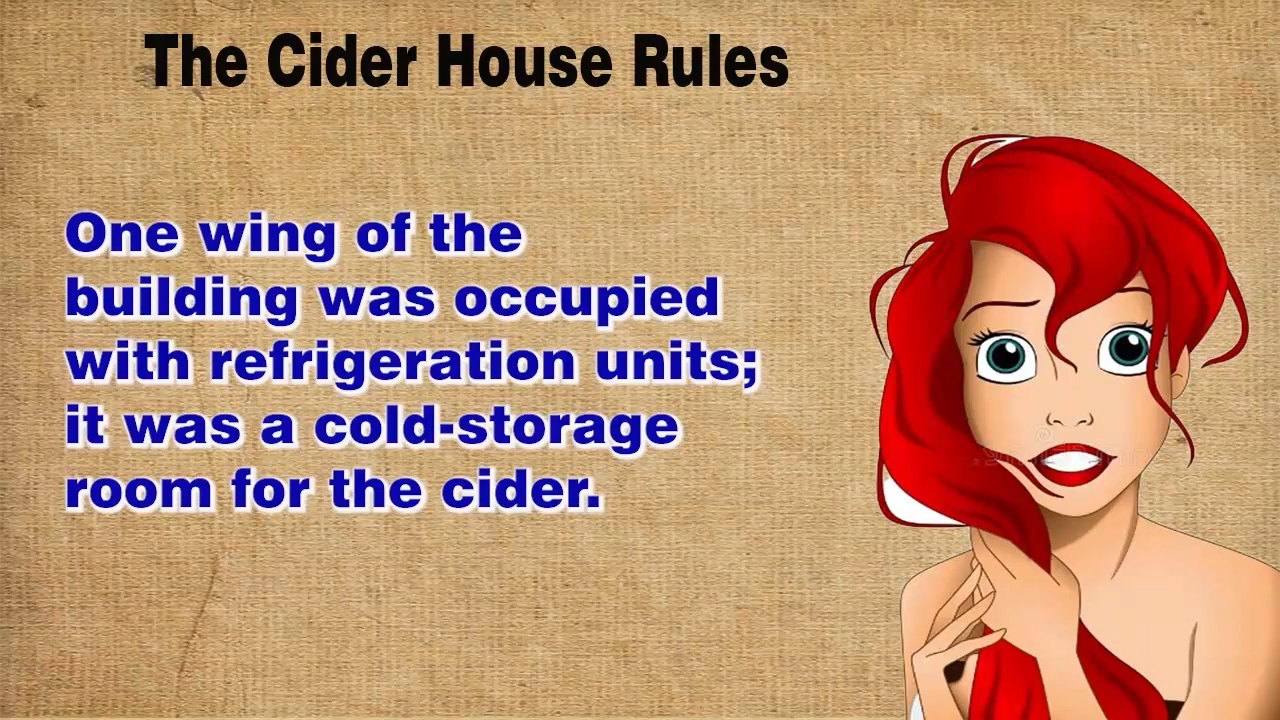 The Cider House Rules
One wing of the
building was occupied
with refrigeration units;
it was a cold-storage
room for the cider.